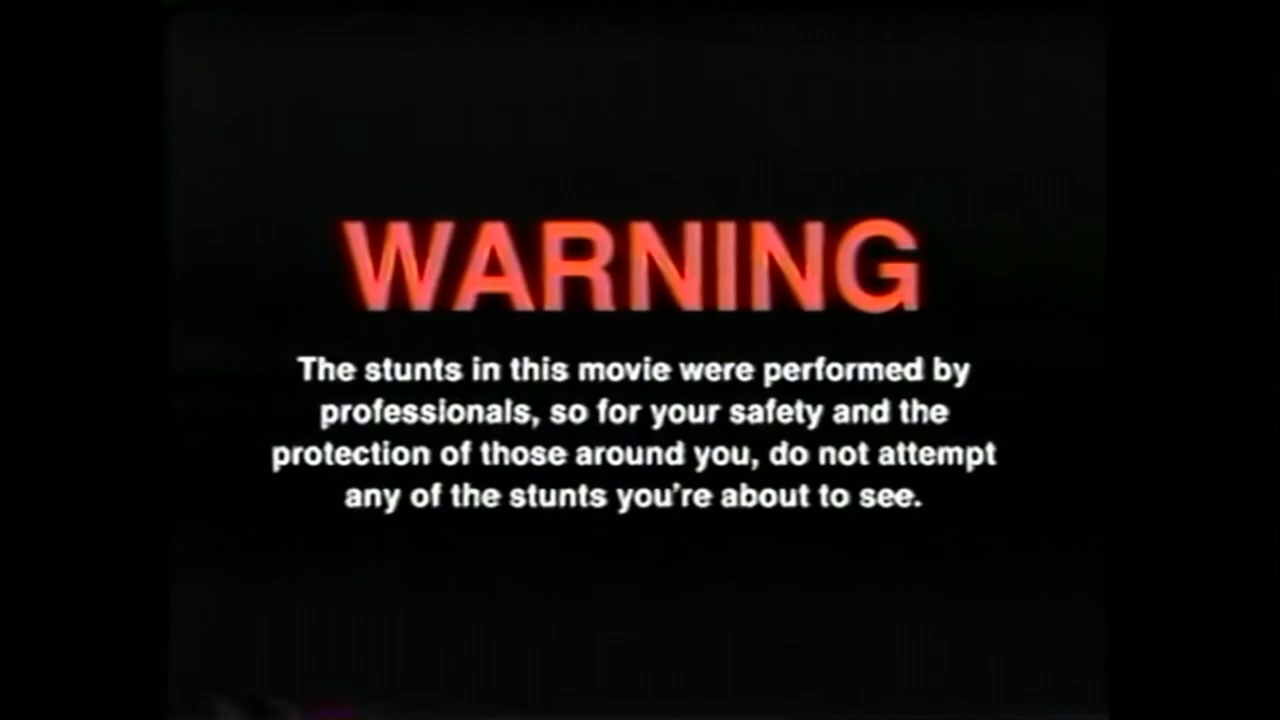 WARNING
The stunts in this movie were performed by
professionals, so for your safety and the
protection of those around you, do not attempt
any of the stunts you're about to see.